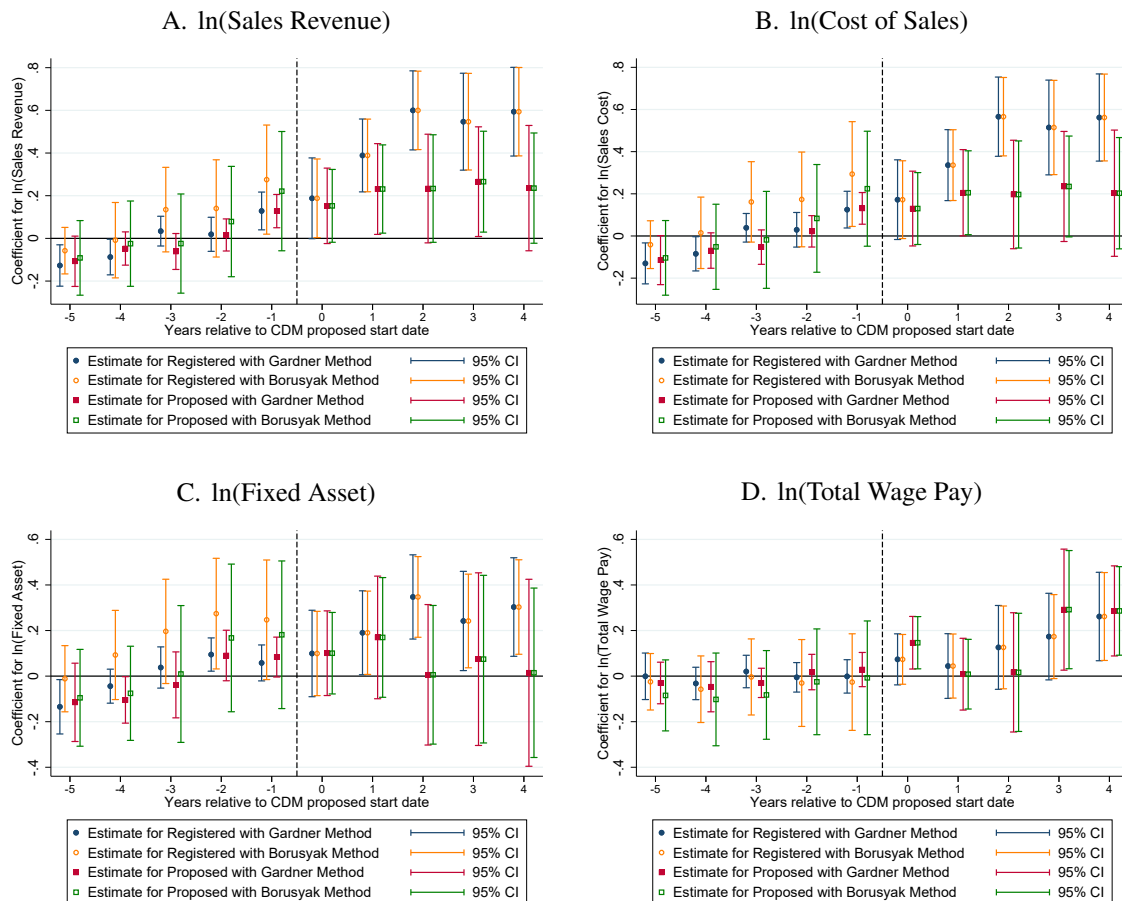 A. ln(Sales Revenue)
Coefficient for ln(Sales Revenue)
.8
.6
.4
.2
0
-.2
-5 -4 -3 -2 -1 0 1 2 3 4
Years relative to CDM proposed start date
Estimate for Registered with Gardner Method 95% CI
Estimate for Registered with Borusyak Method 95% CI
Estimate for Proposed with Gardner Method 95% CI
Estimate for Proposed with Borusyak Method 95% CI
B. ln(Cost of Sales)
Coefficient for ln(Sales Cost)
.8
.6
.4
.2
0
-.2
-5 -4 -3 -2 -1 0 1 2 3 4
Years relative to CDM proposed start date
Estimate for Registered with Gardner Method 95% CI
Estimate for Registered with Borusyak Method 95% CI
Estimate for Proposed with Gardner Method 95% CI
Estimate for Proposed with Borusyak Method 95% CI
C. ln(Fixed Asset)
Coefficient for ln(Fixed Asset)
.6
.4
.2
0
-.2
-.4
-5 -4 -3 -2 -1 0 1 2 3 4
Years relative to CDM proposed start date
Estimate for Registered with Gardner Method 95% CI
Estimate for Registered with Borusyak Method 95% CI
Estimate for Proposed with Gardner Method 95% CI
Estimate for Proposed with Borusyak Method 95% CI
D. ln(Total Wage Pay)
Coefficient for ln(Total Wage Pay)
.6
.4
.2
0
-.2
-.4
-5 -4 -3 -2 -1 0 1 2 3 4
Years relative to CDM proposed start date
Estimate for Registered with Gardner Method 95% CI
Estimate for Registered with Borusyak Method 95% CI
Estimate for Proposed with Gardner Method 95% CI
Estimate for Proposed with Borusyak Method 95% CI